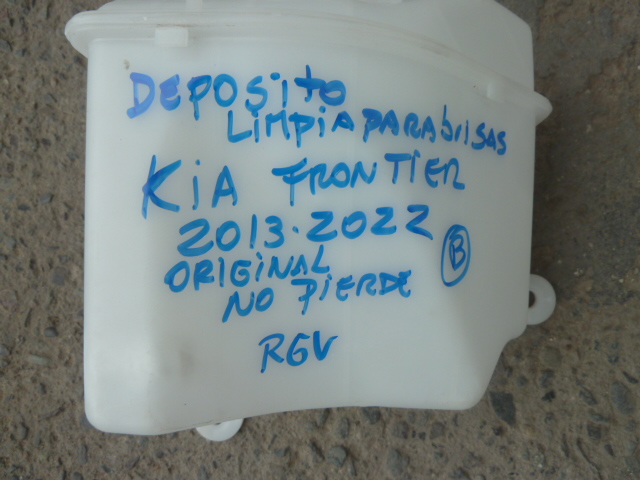 DEPOSITO
LIMPIAPARABRISAS
KIA FRONTIER
2013-2022
B
ORIGINAL
NO PIERDE
RGV